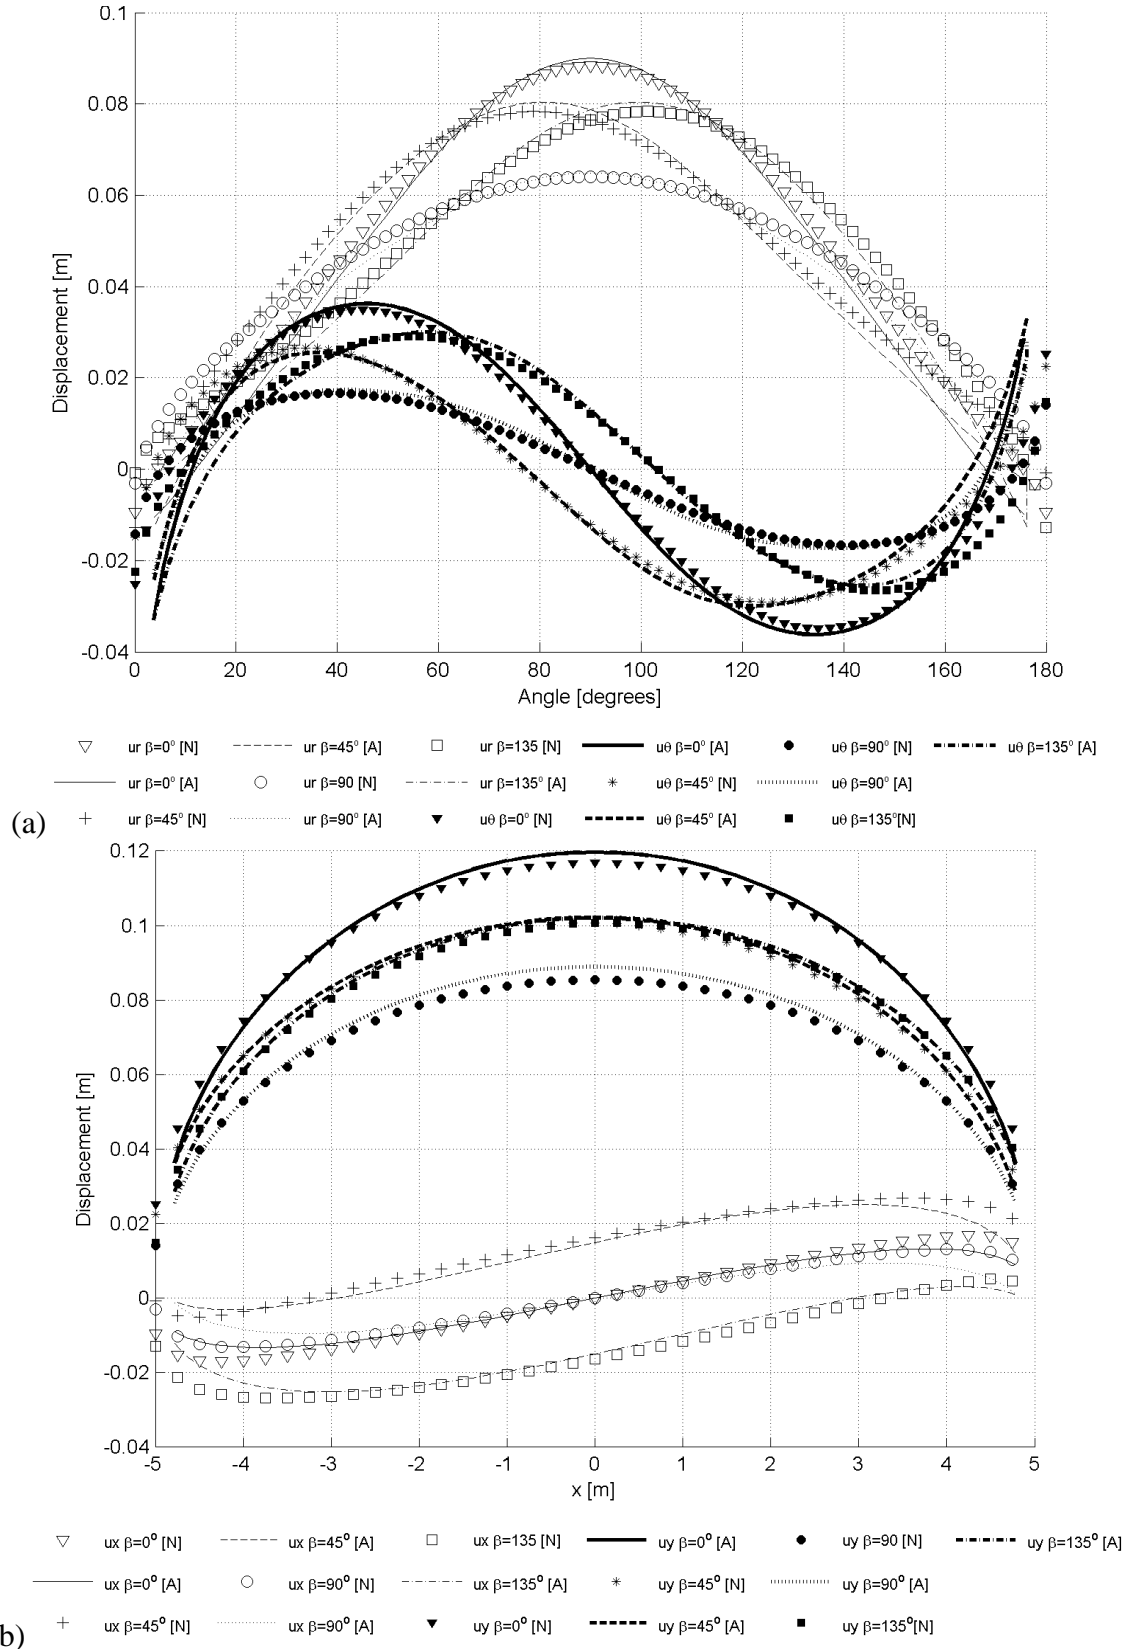 0.1
0.08
0.06
0.04
0.02
0
-0.02
-0.04
Displacement [m]
0 20 40 60 80 100 120 140 160 180
Angle [degrees]
ur β=0° [N] ur β=45° [A] ur β=135 [N] uθ β=0° [A] uθ β=90° [N] uθ β=135° [A]
ur β=0° [A] ur β=90 [N] ur β=135° [A] uθ β=45° [N] uθ β=90° [A]
(a) ur β=45° [N] ur β=90° [A] uθ β=0° [N] uθ β=45° [A] uθ β=135°[N]
0.12
0.1
0.08
0.06
0.04
0.02
0
-0.02
-0.04
Displacement [m]
-5 -4 -3 -2 -1 0 1 2 3 4 5
x [m]
ux β=0° [N] ux β=45° [A] ux β=135 [N] uy β=0° [A] uy β=90 [N] uy β=135° [A]
ux β=0° [A] ux β=90° [N] ux β=135° [A] uy β=45° [N] uy β=90° [A]
b) ux β=45° [N] ux β=90° [A] uy β=0° [N] uy β=45° [A] uy β=135°[N]